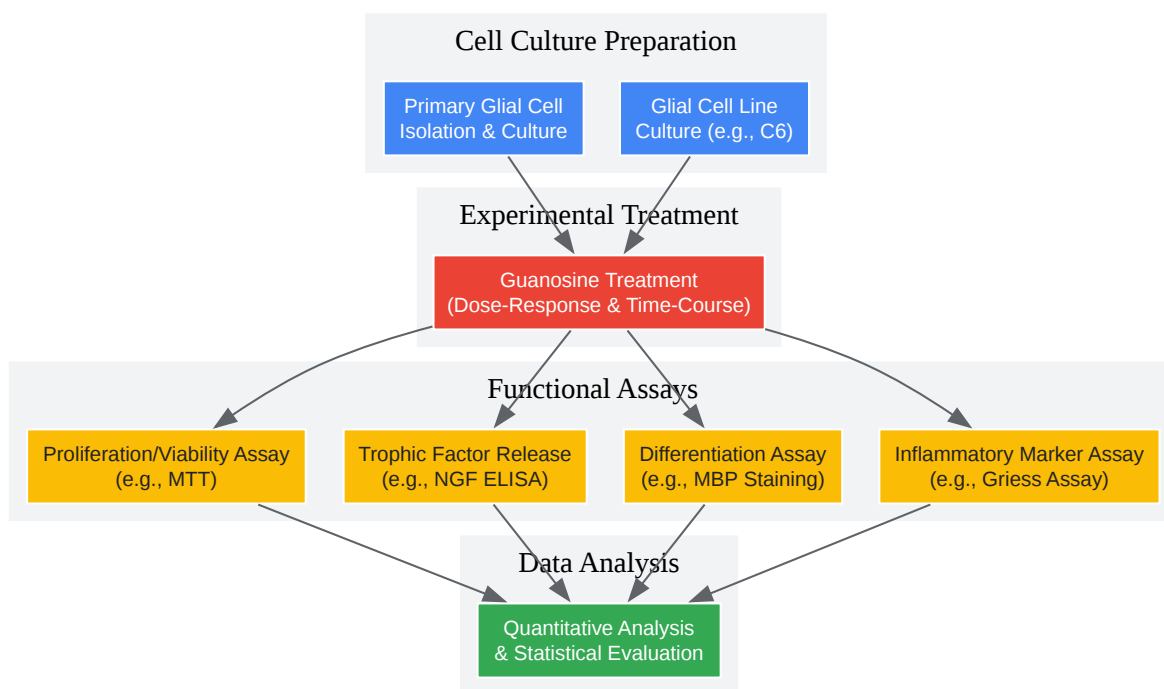 Cell Culture Preparation
Primary Glial Cell
Isolation & Culture
Glial Cell Line
Culture (e.g., C6)
Experimental Treatment
Guanosine Treatment
(Dose-Response & Time-Course)
Functional Assays
Proliferation/Viability Assay
(e.g., MTT)
Trophic Factor Release
(e.g., NGF ELISA)
Differentiation Assay
(e.g., MBP Staining)
Inflammatory Marker Assay
(e.g., Griess Assay)
Data Analysis
Quantitative Analysis
& Statistical Evaluation